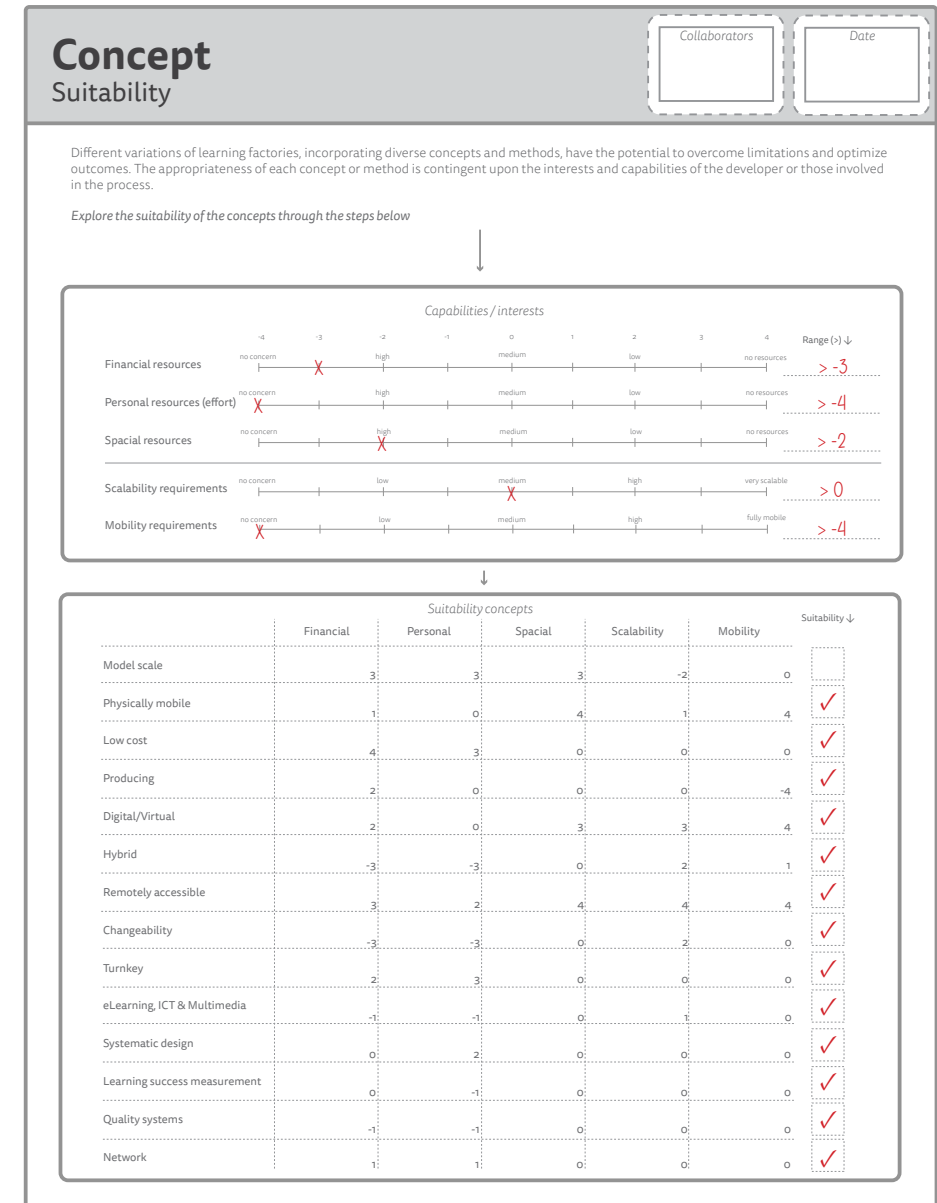 Concept
Suitability
Collaborators
Date
Different variations of learning factories, incorporating diverse concepts and methods, have the potential to overcome limitations and optimize
outcomes. The appropriateness of each concept or method is contingent upon the interests and capabilities of the developer or those involved
in the process.
Explore the suitability of the concepts through the steps below
Capabilities / interests
-4 -3 -2 -1 0 1 2 3 4 Range (>) ↓
no concern high medium low no resources
Financial resources X > -3
no concern high medium low no resources
Personal resources (effort) X > -4
no concern high medium low no resources
Spacial resources X > -2
no concern low medium high very scalable
Scalability requirements X > 0
no concern low medium high fully mobile
Mobility requirements X > -4
Suitability concepts
Financial Personal Spacial Scalability Mobility Suitability ↓
Model scale 3 3 3 -2 0
Physically mobile 1 0 4 1 4 ✓
Low cost 4 3 0 0 0 ✓
Producing 2 0 0 0 -4 ✓
Digital/Virtual 2 0 3 3 4 ✓
Hybrid -3 -3 0 2 1 ✓
Remotely accessible 3 2 4 4 4 ✓
Changeability -3 -3 0 2 0 ✓
Turnkey 2 3 0 0 0 ✓
eLearning, ICT & Multimedia -1 -1 0 1 0 ✓
Systematic design 0 2 0 0 0 ✓
Learning success measurement 0 -1 0 0 0 ✓
Quality systems -1 -1 0 0 0 ✓
Network 1 1 0 0 0 ✓